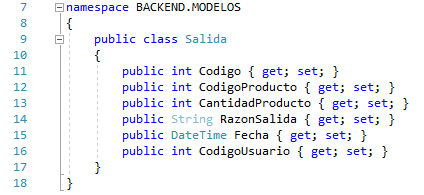 7 namespace BACKEND.MODELOS
8 {
9 public class Salida
10 {
11 public int Codigo { get; set; }
12 public int CodigoProducto { get; set; }
13 public int CantidadProducto { get; set; }
14 public String RazonSalida { get; set; }
15 public DateTime Fecha { get; set; }
16 public int CodigoUsuario { get; set; }
17 }
18 }